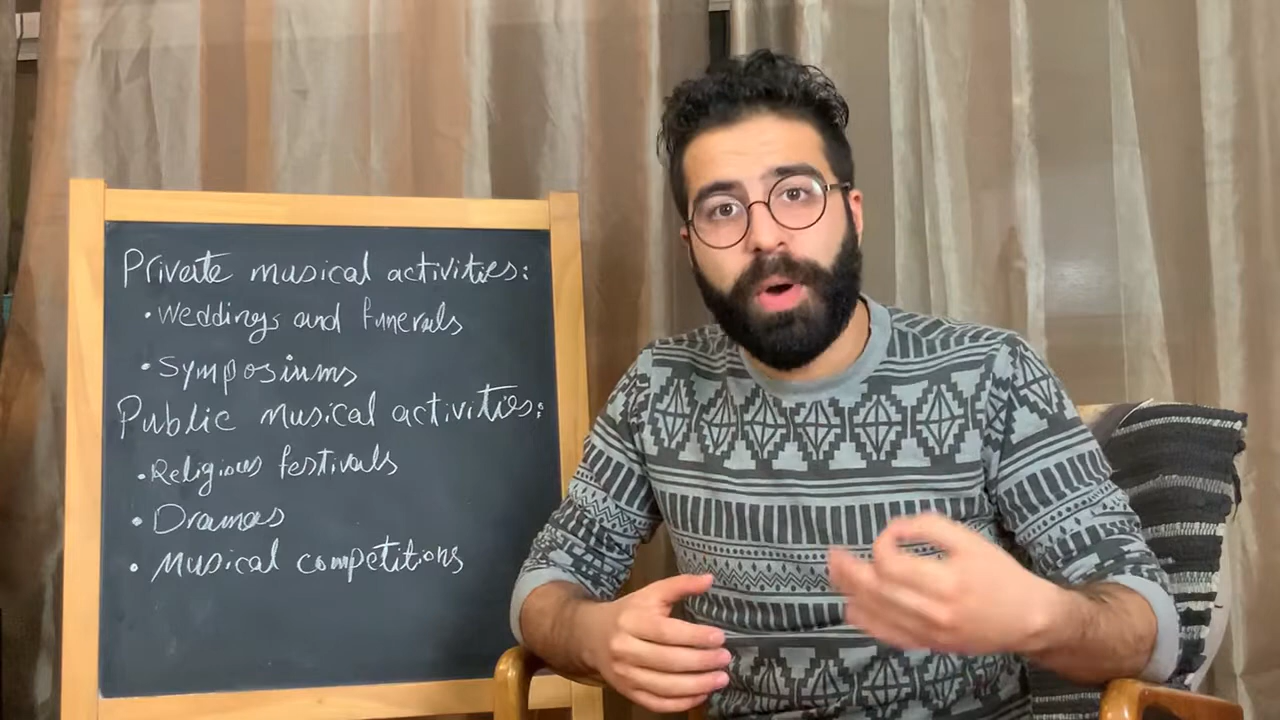 Private musical activities:
• Weddings and funerals
• Symposiums
Public musical activities:
• Religious festivals
• Dramas
• Musical competitions